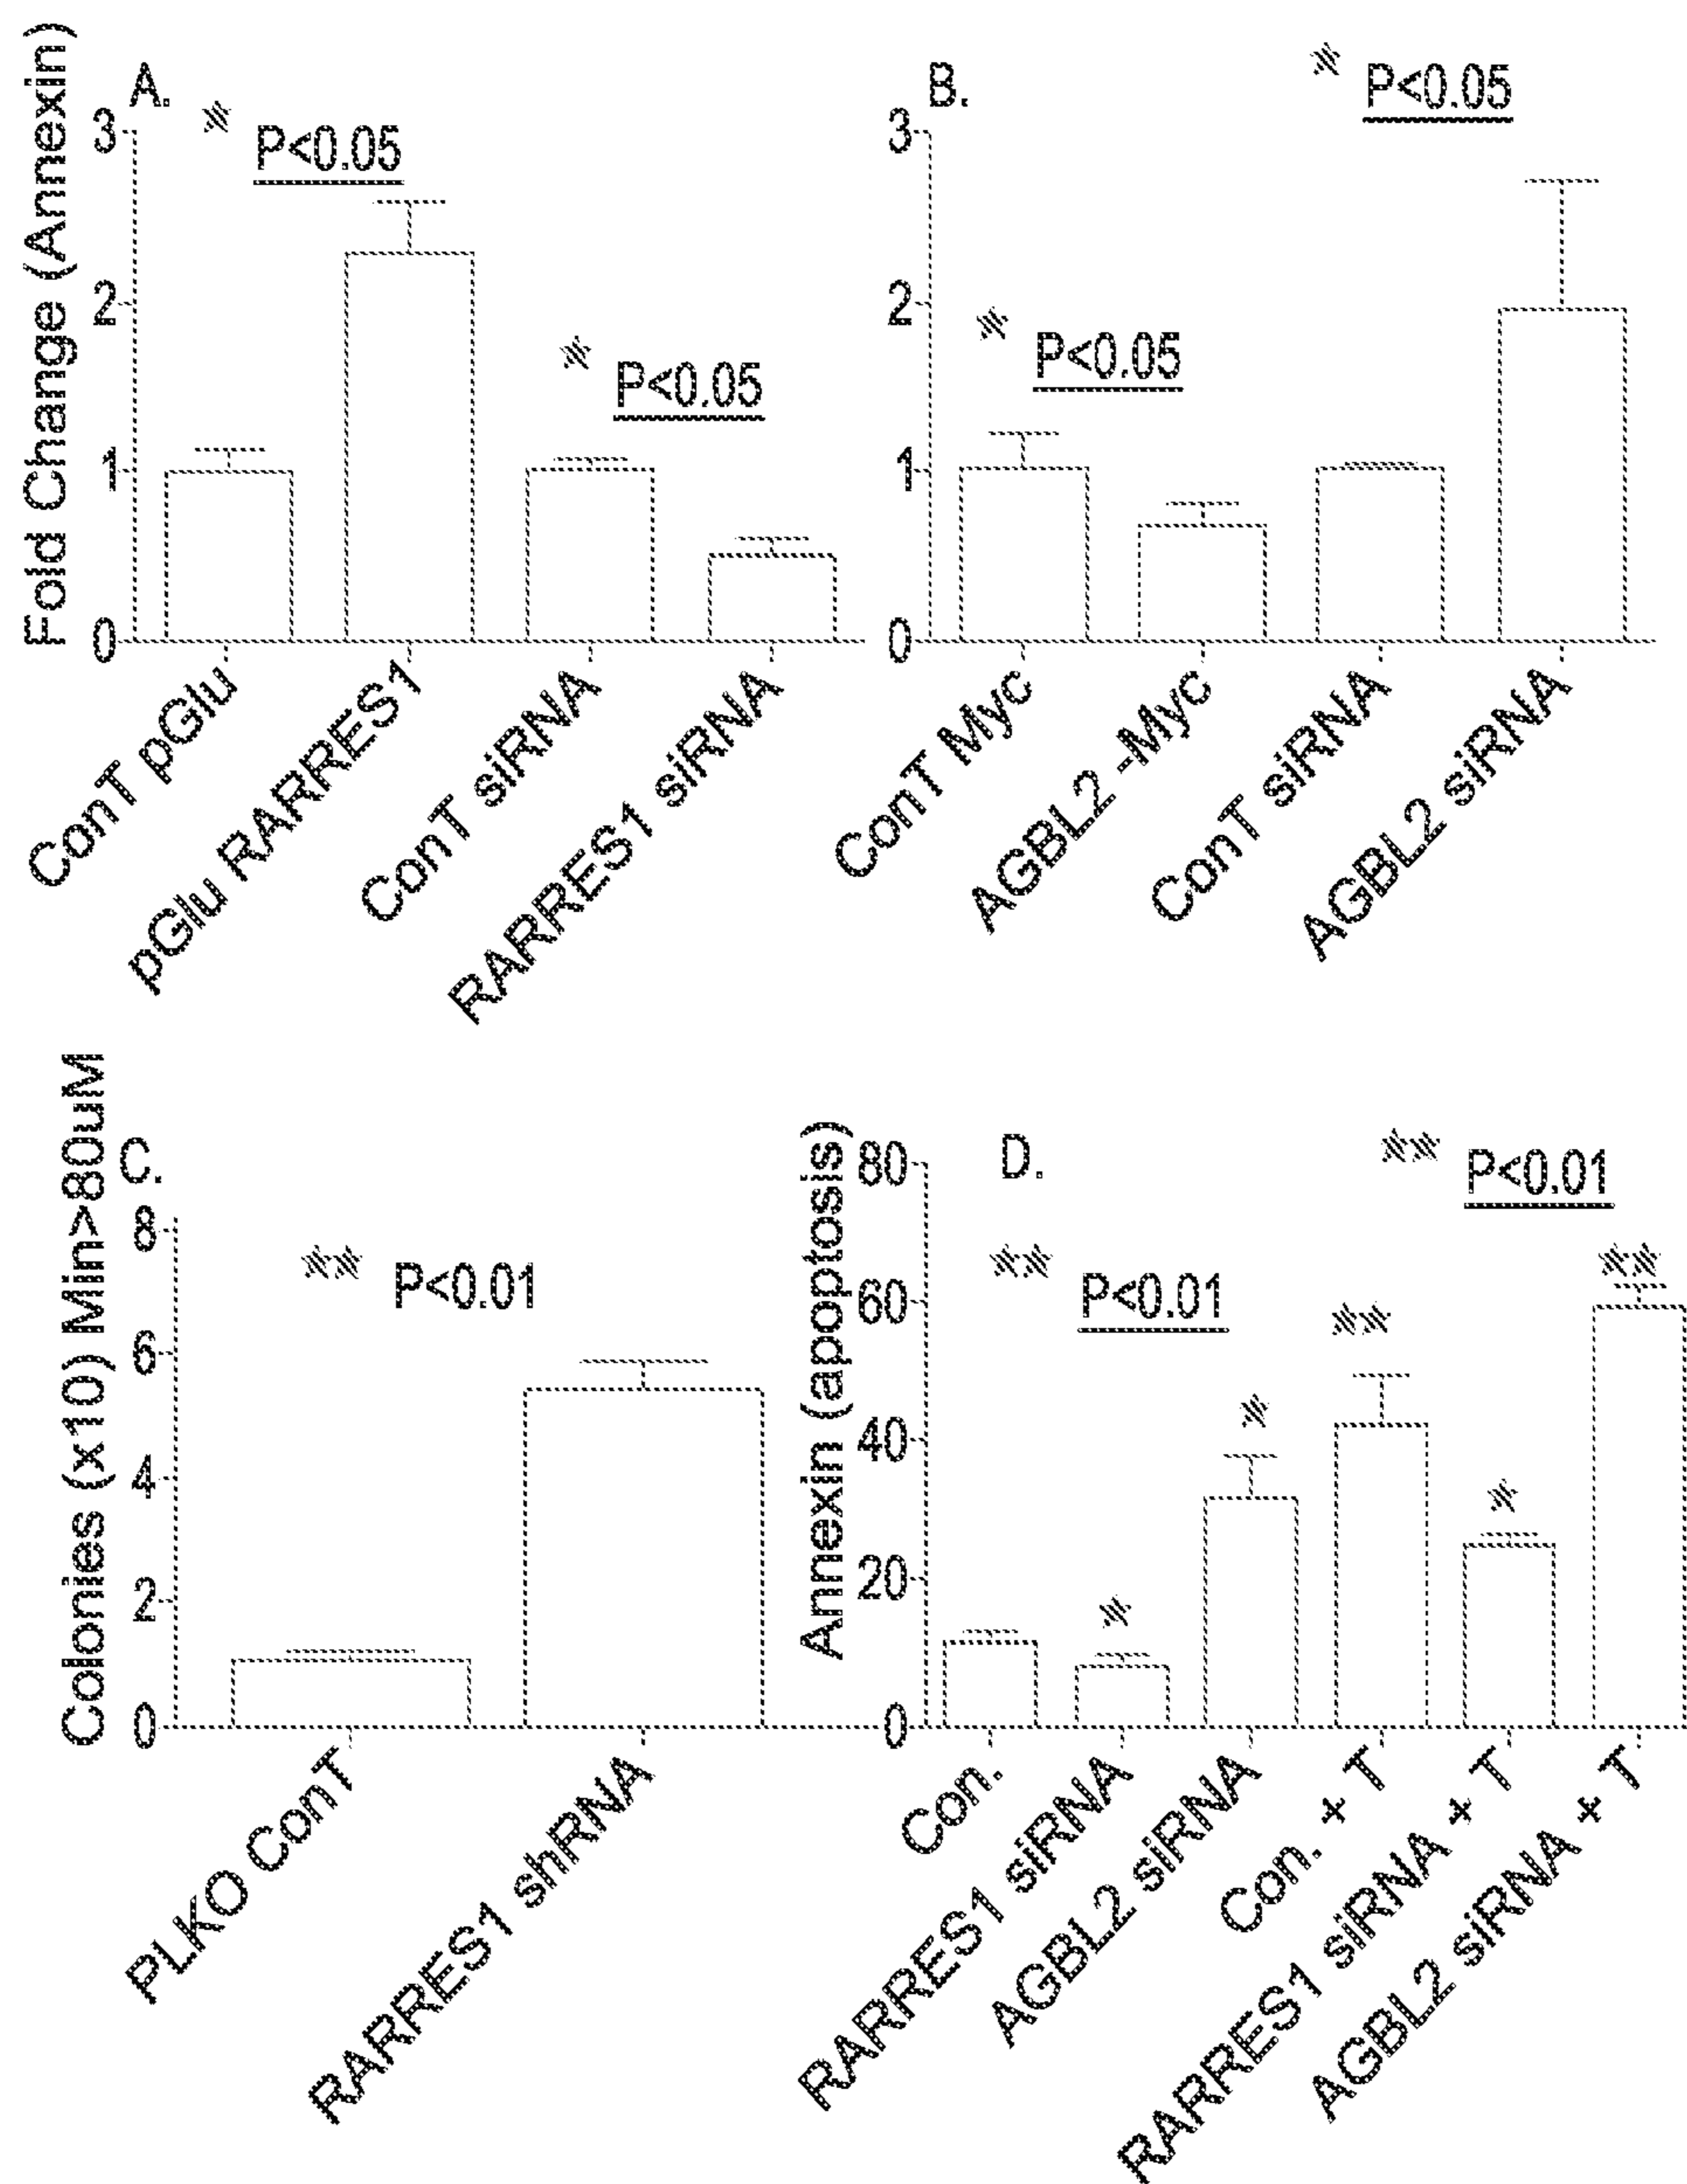 Fold Change (Annexin)
A.
* P<0.05
* P<0.05
3
2
1
0
ConT pGlu
pGlu RARRES1
ConT siRNA
RARRES1 siRNA
B.
* P<0.05
* P<0.05
3
2
1
0
ConT Myc
AGBL2 -Myc
ConT siRNA
AGBL2 siRNA
Colonies (x10) Min>80uM
C.
** P<0.01
8
6
4
2
0
PLKO ConT
RARRES1 shRNA
Annexin (apoptosis)
D.
** P<0.01
** P<0.01
80
60
40
20
0
*
*
**
*
**
Con.
RARRES1 siRNA
AGBL2 siRNA
Con. + T
RARRES1 siRNA + T
AGBL2 siRNA + T